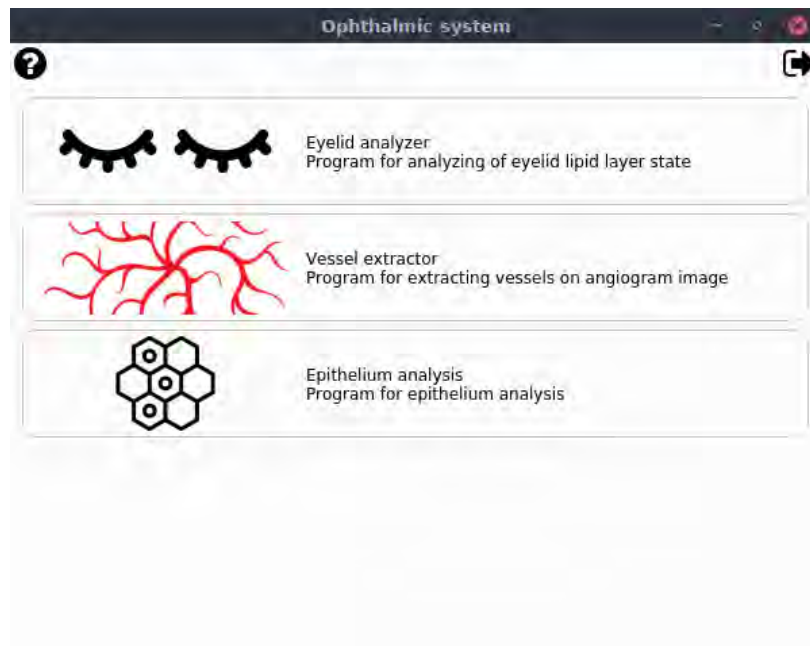 Ophthalmic system
?
Eyelid analyzer
Program for analyzing of eyelid lipid layer state
Vessel extractor
Program for extracting vessels on angiogram image
Epithelium analysis
Program for epithelium analysis